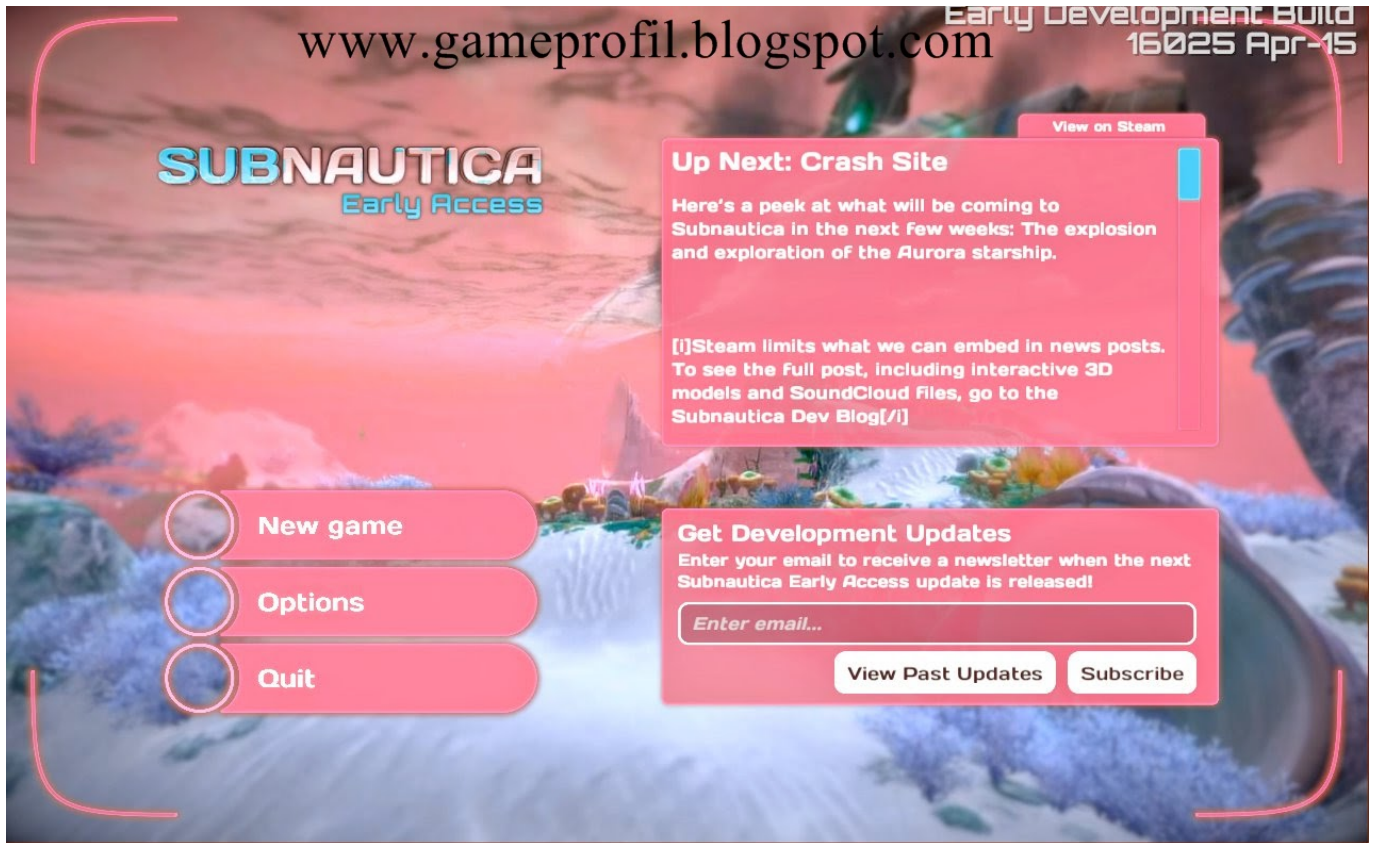 www.gameprofil.blogspot.com
Early Development Build
16025 Apr-15
SUBNAUTICA
Early Access
View on Steam
Up Next: Crash Site
Here's a peek at what will be coming to
Subnautica in the next few weeks: The explosion
and exploration of the Aurora starship.
[i]Steam limits what we can embed in news posts.
To see the full post, including interactive 3D
models and SoundCloud files, go to the
Subnautica Dev Blog[/i]
New game
Options
Quit
Get Development Updates
Enter your email to receive a newsletter when the next
Subnautica Early Access update is released!
Enter email...
View Past Updates
Subscribe